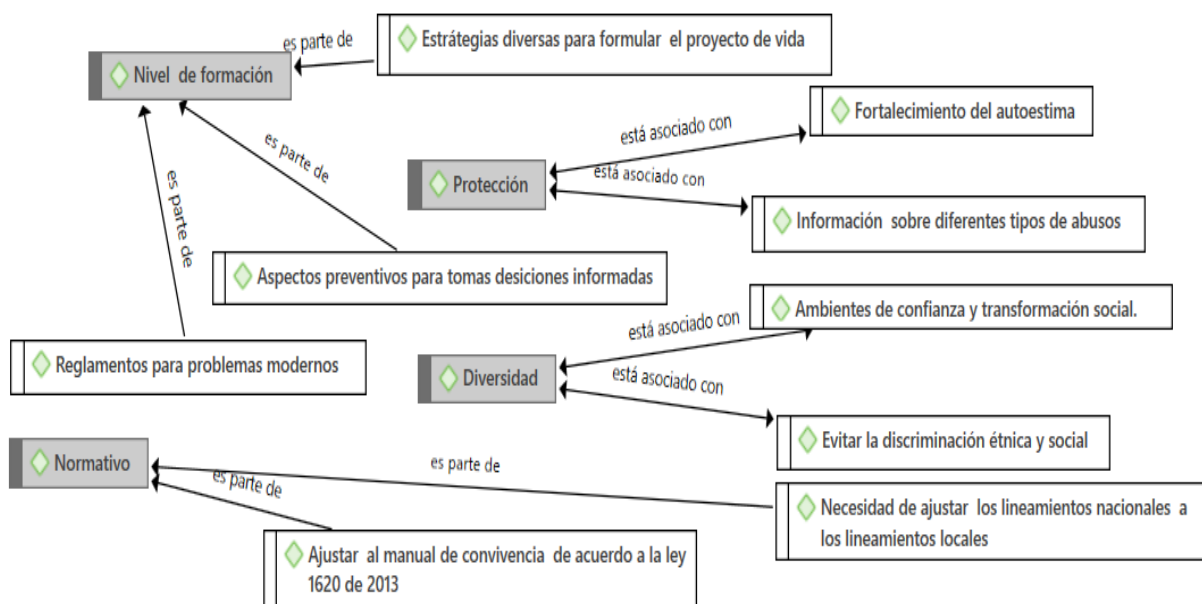 es parte de
Estrátegias diversas para formular el proyecto de vida
Nivel de formación
Fortalecimiento del autoestima
está asociado con
es parte de
Protección
está asociado con
es parte de
Información sobre diferentes tipos de abusos
Aspectos preventivos para tomas desiciones informadas
Ambientes de confianza y transformación social.
está asociado con
Reglamentos para problemas modernos
Diversidad
está asociado con
Evitar la discriminación étnica y social
Normativo
es parte de
es parte de
Necesidad de ajustar los lineamientos nacionales a
los lineamientos locales
Ajustar al manual de convivencia de acuerdo a la ley
1620 de 2013